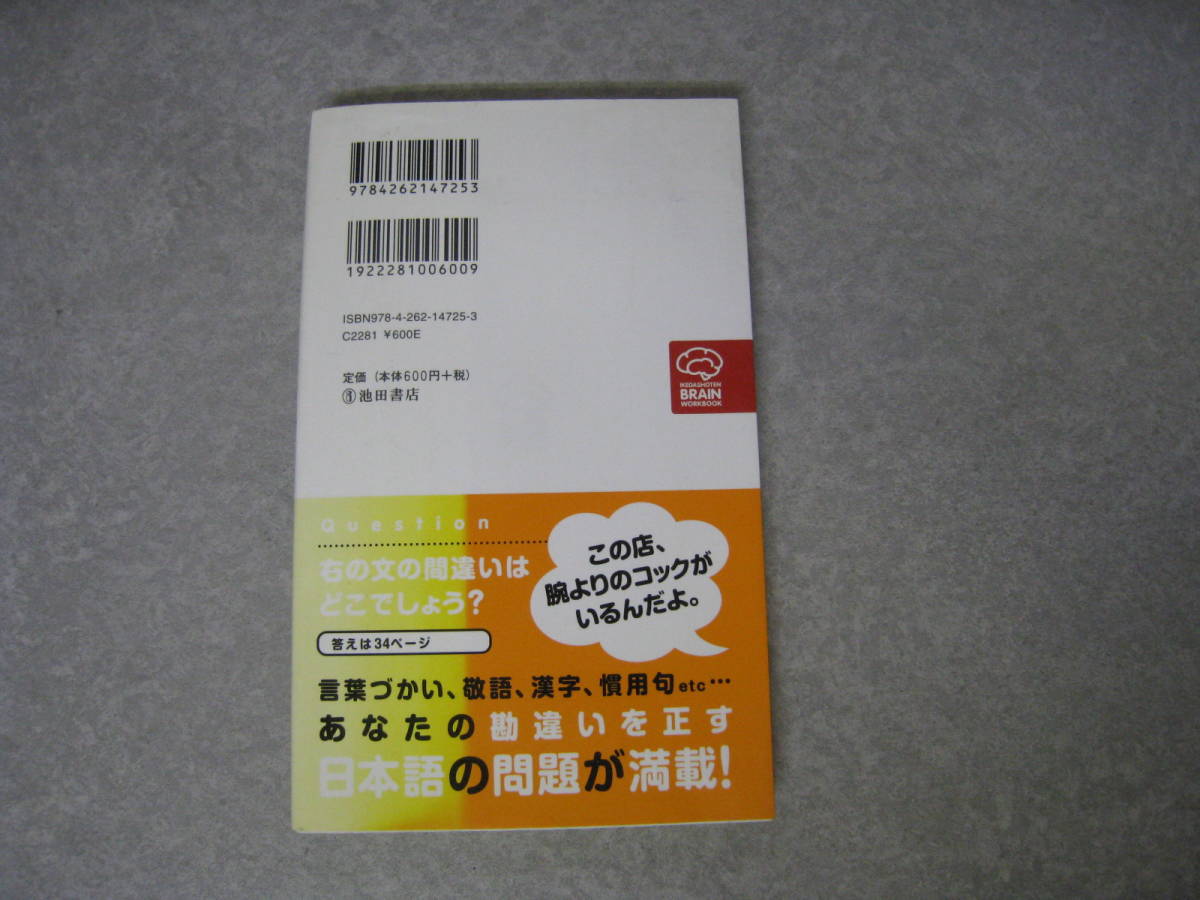 9784262147253
1922281006009
ISBN978-4-262-14725-3
C2281 ¥600E
定価（本体600円+税）
池田書店
IKEDASHOTEN
BRAIN
WORKBOOK
Question
右の文の間違いは
どこでしょう？
答えは34ページ
この店、
腕よりのコックが
いるんだよ。
言葉づかい、敬語、漢字、慣用句etc…
あなたの勘違いを正す
日本語の問題が満載！